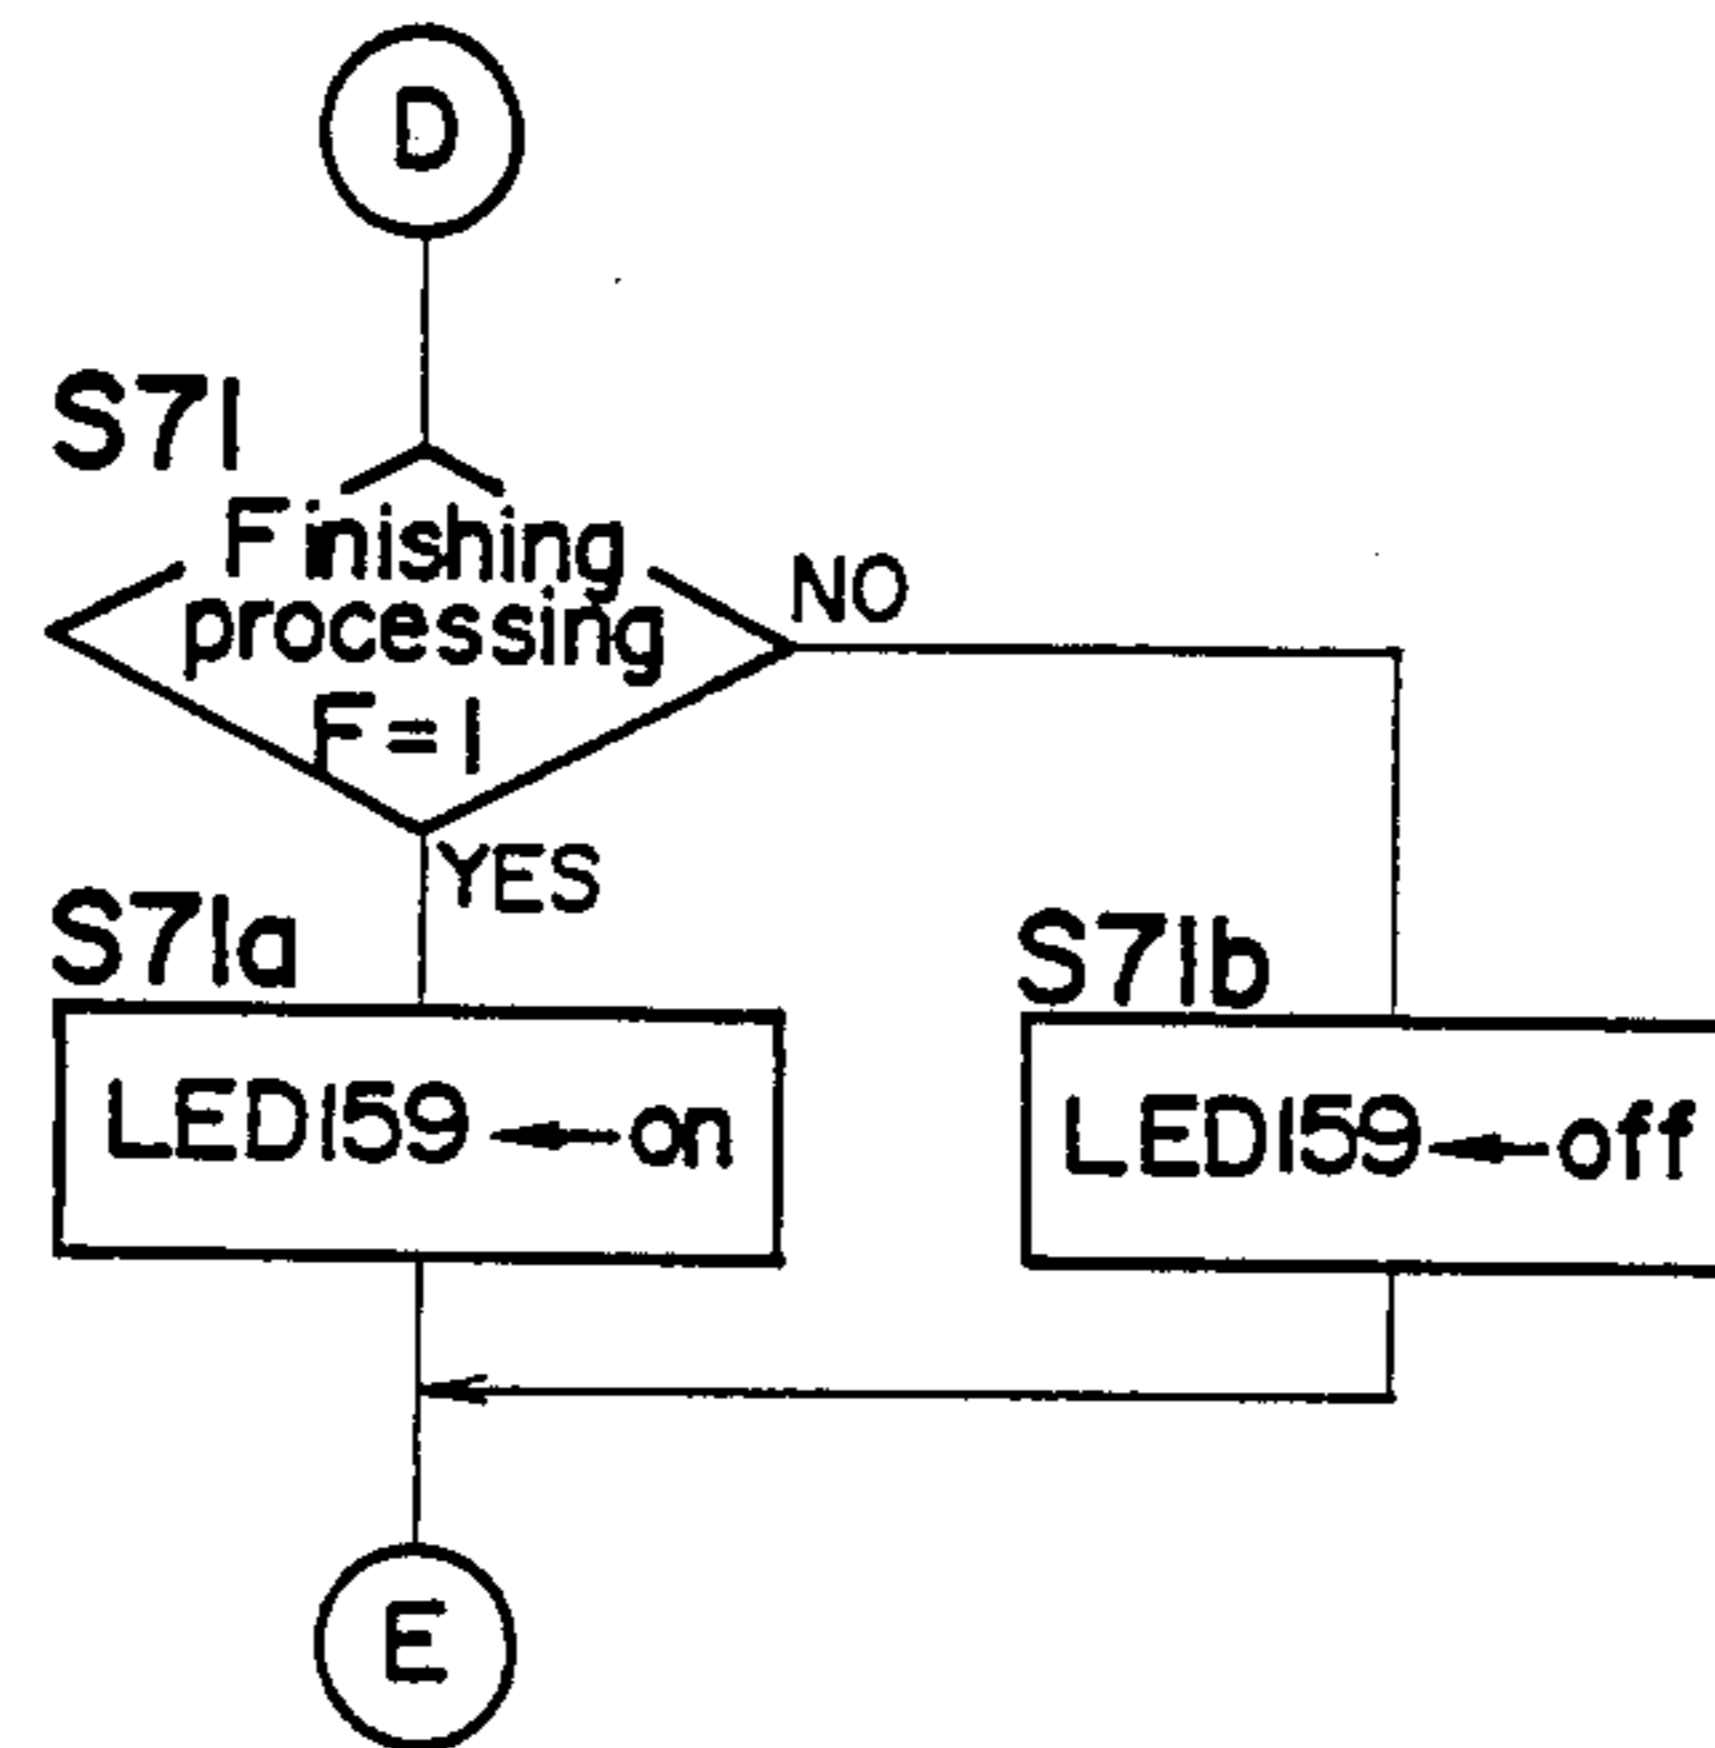 D
S71
Finishing
processing
F=1
NO
YES
S71a
LED159←on
S71b
LED159←off
E